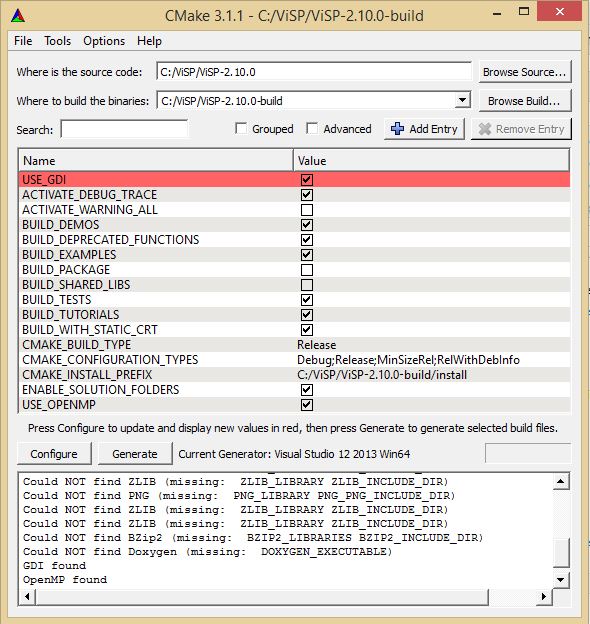 CMake 3.1.1 - C:/ViSP/ViSP-2.10.0-build
File Tools Options Help
Where is the source code: C:/ViSP/ViSP-2.10.0 Browse Source...
Where to build the binaries: C:/ViSP/ViSP-2.10.0-build Browse Build...
Search: Grouped Advanced Add Entry Remove Entry
Name Value
USE_GDI
ACTIVATE_DEBUG_TRACE
ACTIVATE_WARNING_ALL
BUILD_DEMOS
BUILD_DEPRECATED_FUNCTIONS
BUILD_EXAMPLES
BUILD_PACKAGE
BUILD_SHARED_LIBS
BUILD_TESTS
BUILD_TUTORIALS
BUILD_WITH_STATIC_CRT
CMAKE_BUILD_TYPE Release
CMAKE_CONFIGURATION_TYPES Debug;Release;MinSizeRel;RelWithDebInfo
CMAKE_INSTALL_PREFIX C:/ViSP/ViSP-2.10.0-build/install
ENABLE_SOLUTION_FOLDERS
USE_OPENMP
Press Configure to update and display new values in red, then press Generate to generate selected build files.
Configure Generate Current Generator: Visual Studio 12 2013 Win64
Could NOT find ZLIB (missing: ZLIB_LIBRARY ZLIB_INCLUDE_DIR)
Could NOT find PNG (missing: PNG_LIBRARY PNG_PNG_INCLUDE_DIR)
Could NOT find ZLIB (missing: ZLIB_LIBRARY ZLIB_INCLUDE_DIR)
Could NOT find ZLIB (missing: ZLIB_LIBRARY ZLIB_INCLUDE_DIR)
Could NOT find BZip2 (missing: BZIP2_LIBRARIES BZIP2_INCLUDE_DIR)
Could NOT find Doxygen (missing: DOXYGEN_EXECUTABLE)
GDI found
OpenMP found